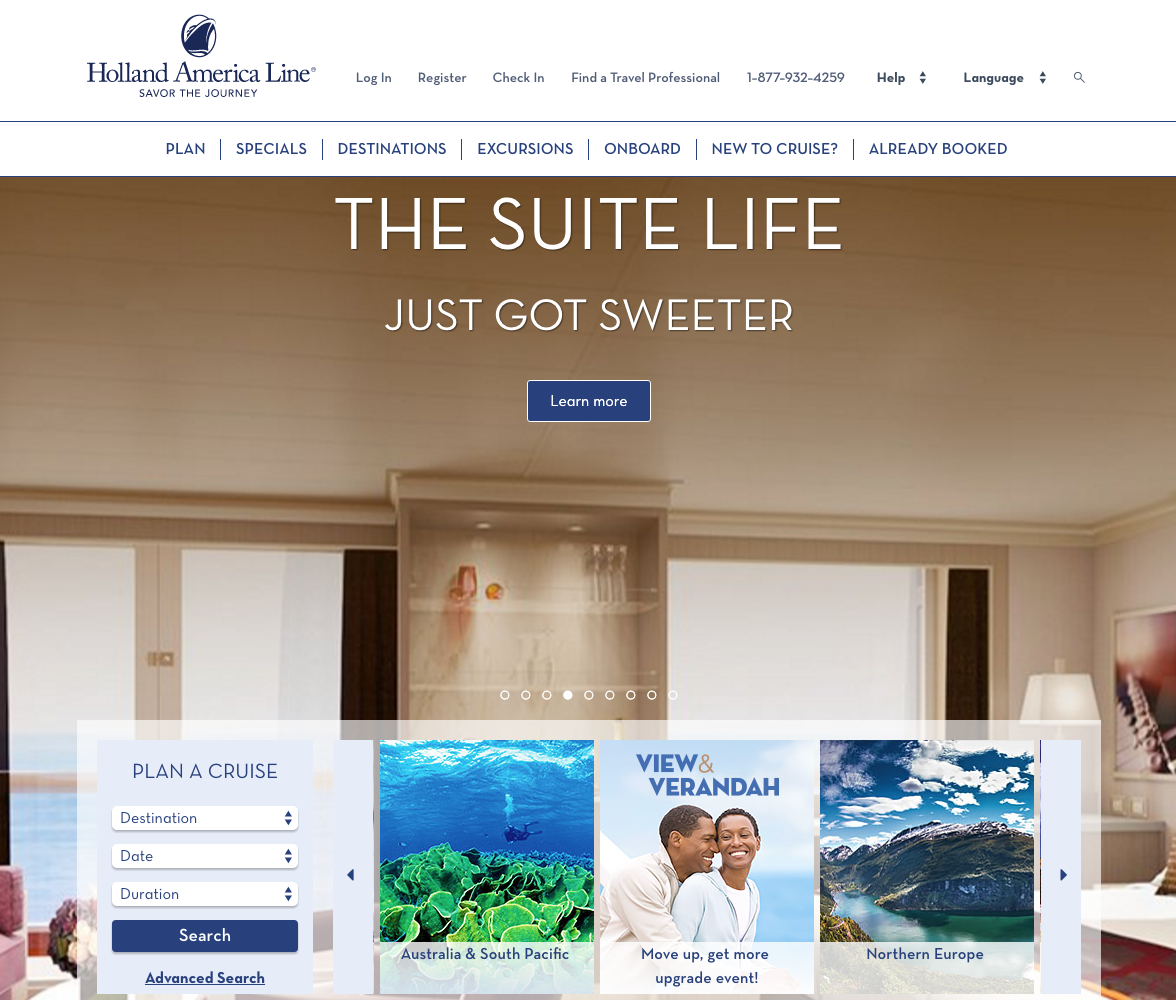 Holland America Line®
SAVOR THE JOURNEY
Log In Register Check In Find a Travel Professional 1-877-932-4259 Help Language
PLAN SPECIALS DESTINATIONS EXCURSIONS ONBOARD NEW TO CRUISE? ALREADY BOOKED
THE SUITE LIFE
JUST GOT SWEETER
Learn more
PLAN A CRUISE
Destination
Date
Duration
Search
Advanced Search
Australia & South Pacific
VIEW &
VERANDAH
Move up, get more
upgrade event!
Northern Europe